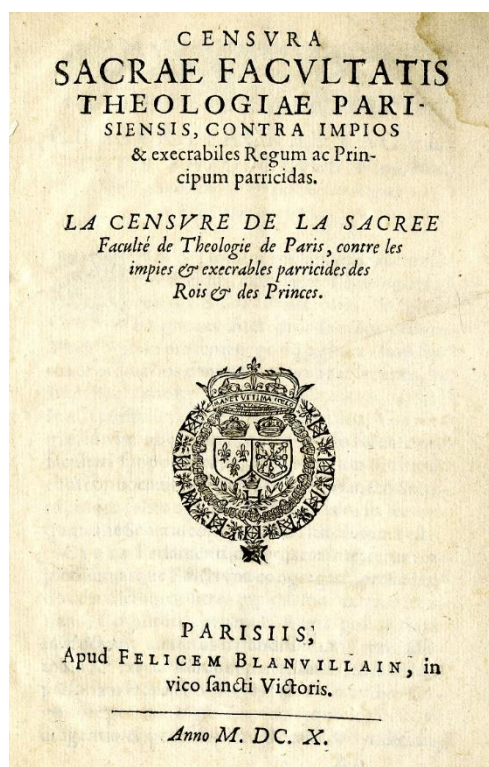 CENSVRA
SACRAE FACVLTATIS
THEOLOGIAE PARI-
SIENSIS, CONTRA IMPIOS
& execrabiles Regum ac Prin-
cipum parricidas.
LA CENSVRE DE LA SACREE
Faculté de Theologie de Paris, contre les
impies & execrables parricides des
Rois & des Princes.
H
PARISIIS,
Apud FELICEM BLANVILLAIN, in
vico sancti Victoris.
Anno M. DC. X.